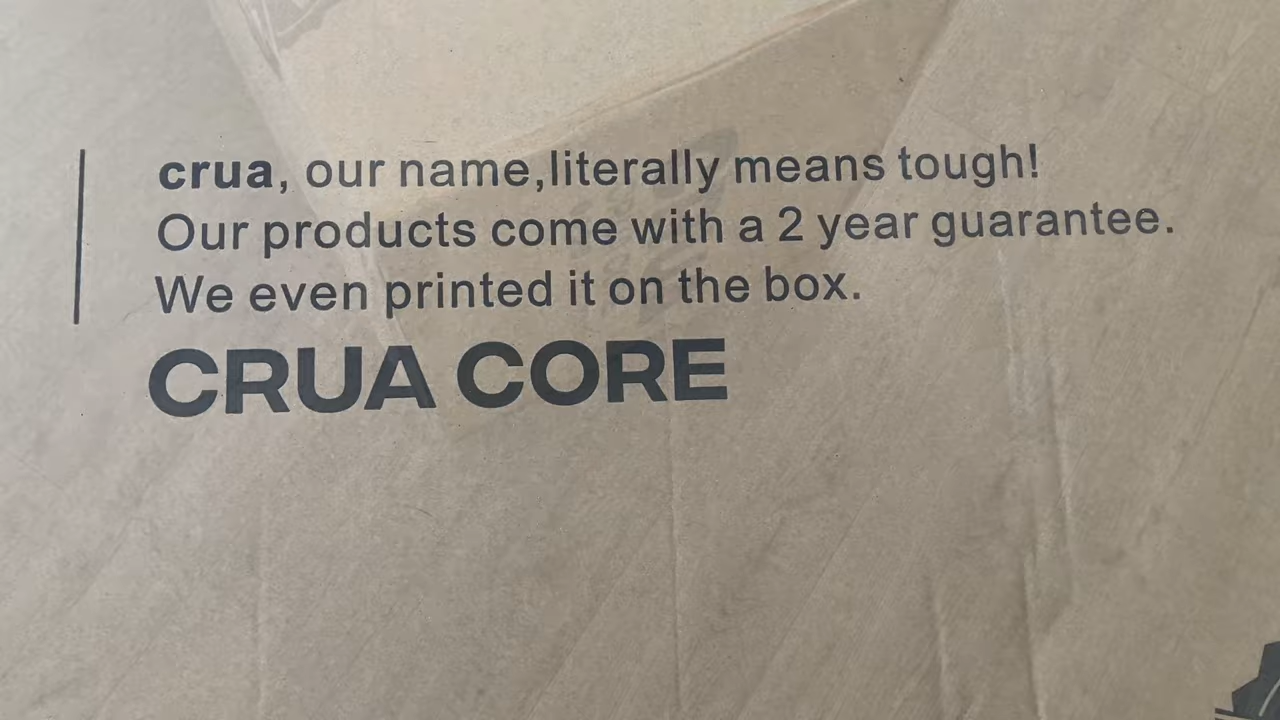 crua, our name,literally means tough!
Our products come with a 2 year guarantee.
We even printed it on the box.
CRUA CORE